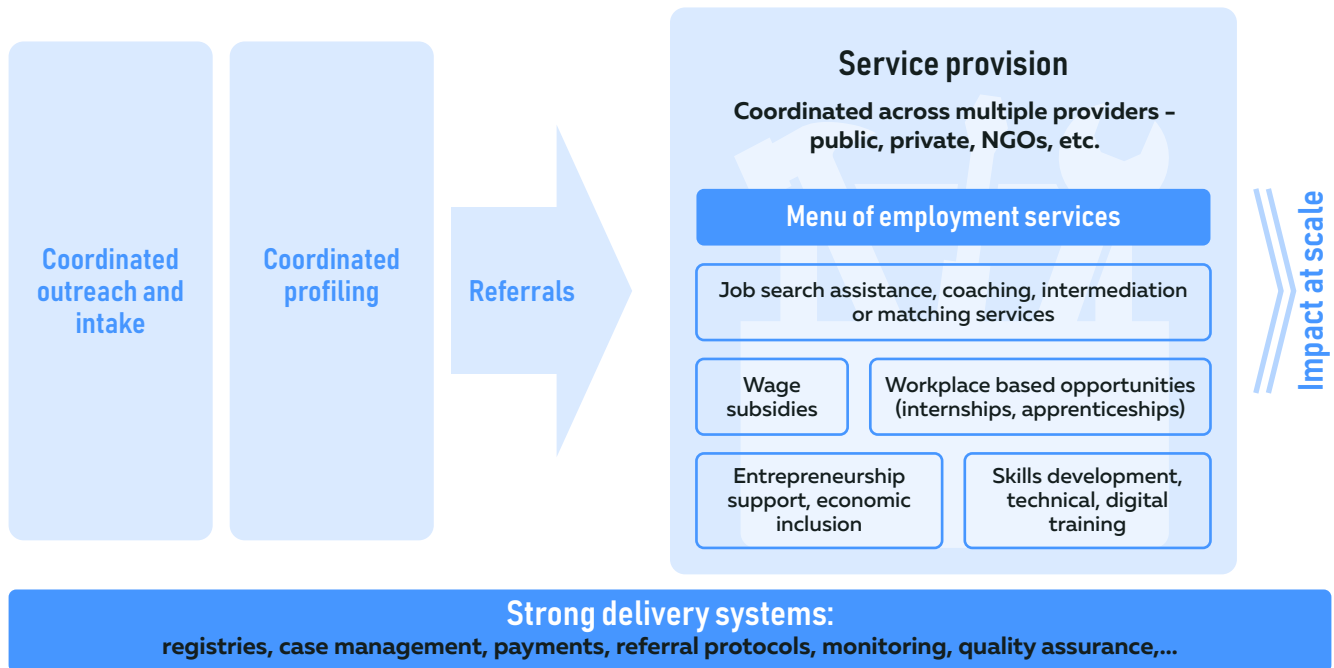 Coordinated
outreach and
intake
Coordinated
profiling
Referrals
Service provision
Coordinated across multiple providers –
public, private, NGOs, etc.
Menu of employment services
Job search assistance, coaching, intermediation
or matching services
Wage
subsidies
Workplace based opportunities
(internships, apprenticeships)
Entrepreneurship
support, economic
inclusion
Skills development,
technical, digital
training
Impact at scale
Strong delivery systems:
registries, case management, payments, referral protocols, monitoring, quality assurance,...